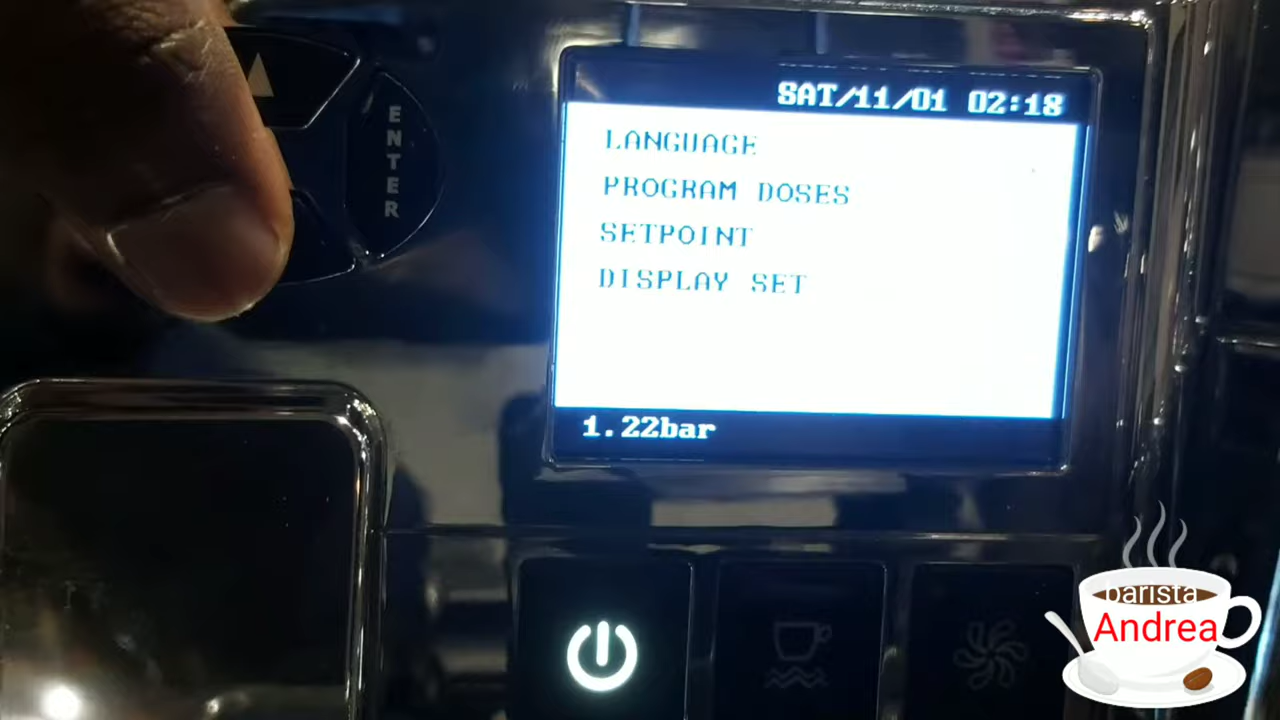 ENTER
SAT/11/01 02:18
LANGUAGE
PROGRAM DOSES
SETPOINT
DISPLAY SET
1.22bar
barista
Andrea